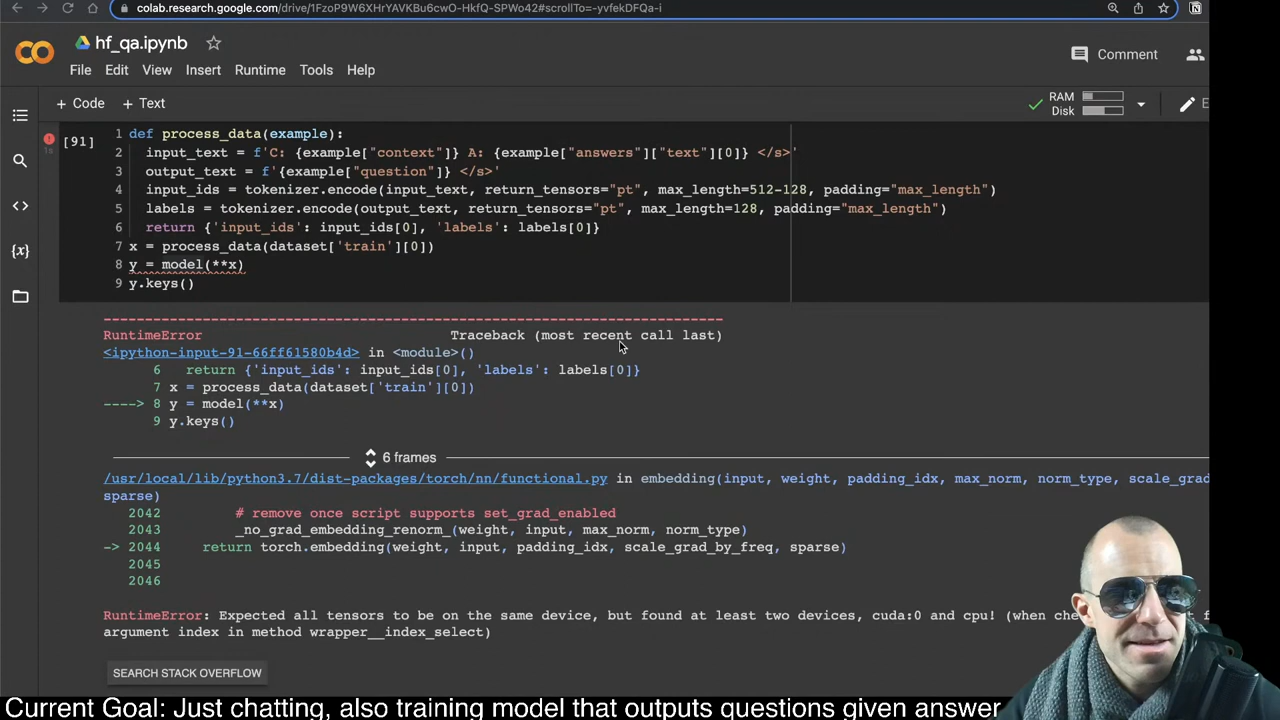 colab.research.google.com/drive/1FzoP9W6XHrYAVKBu6cwO-HkfQ-SPWo42#scrollTo=-yvfekDFQa-i
hf_qa.ipynb
File Edit View Insert Runtime Tools Help
Comment
+ Code + Text
RAM
Disk
[91]
1 def process_data(example):
2 input_text = f'C: {example["context"]} A: {example["answers"]["text"][0]} </s>'
3 output_text = f'{example["question"]} </s>'
4 input_ids = tokenizer.encode(input_text, return_tensors="pt", max_length=512-128, padding="max_length")
5 labels = tokenizer.encode(output_text, return_tensors="pt", max_length=128, padding="max_length")
6 return {'input_ids': input_ids[0], 'labels': labels[0]}
7 x = process_data(dataset['train'][0])
8 y = model(**x)
9 y.keys()
---------------------------------------------------------------------------
RuntimeError Traceback (most recent call last)
<ipython-input-91-66ff61580b4d> in <module>()
6 return {'input_ids': input_ids[0], 'labels': labels[0]}
7 x = process_data(dataset['train'][0])
----> 8 y = model(**x)
9 y.keys()
6 frames
/usr/local/lib/python3.7/dist-packages/torch/nn/functional.py in embedding(input, weight, padding_idx, max_norm, norm_type, scale_grad
sparse)
2042 # remove once script supports set_grad_enabled
2043 _no_grad_embedding_renorm_(weight, input, max_norm, norm_type)
-> 2044 return torch.embedding(weight, input, padding_idx, scale_grad_by_freq, sparse)
2045
2046
RuntimeError: Expected all tensors to be on the same device, but found at least two devices, cuda:0 and cpu! (when che
argument index in method wrapper__index_select)
SEARCH STACK OVERFLOW
Current Goal: Just chatting, also training model that outputs questions given answer